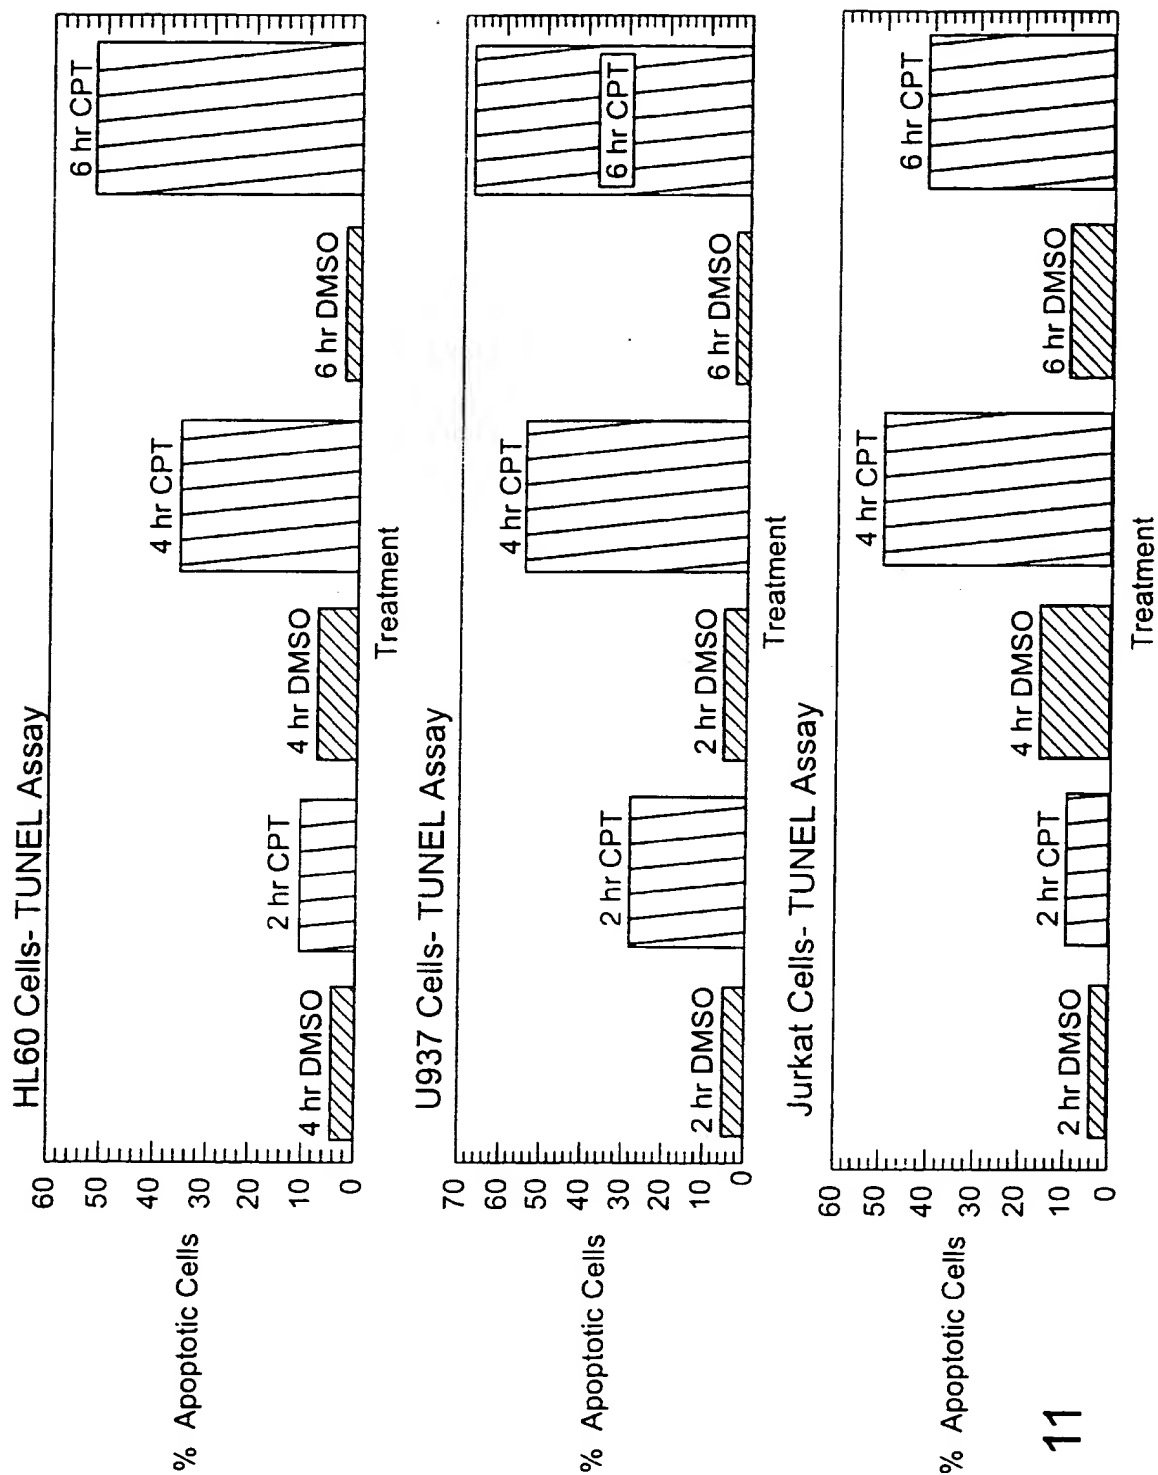 HL60 Cells- TUNEL Assay
% Apoptotic Cells
60
50
40
30
20
10
0
4 hr DMSO
2 hr CPT
4 hr DMSO
4 hr CPT
6 hr DMSO
6 hr CPT
Treatment
U937 Cells- TUNEL Assay
% Apoptotic Cells
70
60
50
40
30
20
10
0
2 hr DMSO
2 hr CPT
2 hr DMSO
4 hr CPT
6 hr DMSO
6 hr CPT
Treatment
Jurkat Cells- TUNEL Assay
% Apoptotic Cells
60
50
40
30
20
10
0
2 hr DMSO
2 hr CPT
4 hr DMSO
4 hr CPT
6 hr DMSO
6 hr CPT
Treatment
11